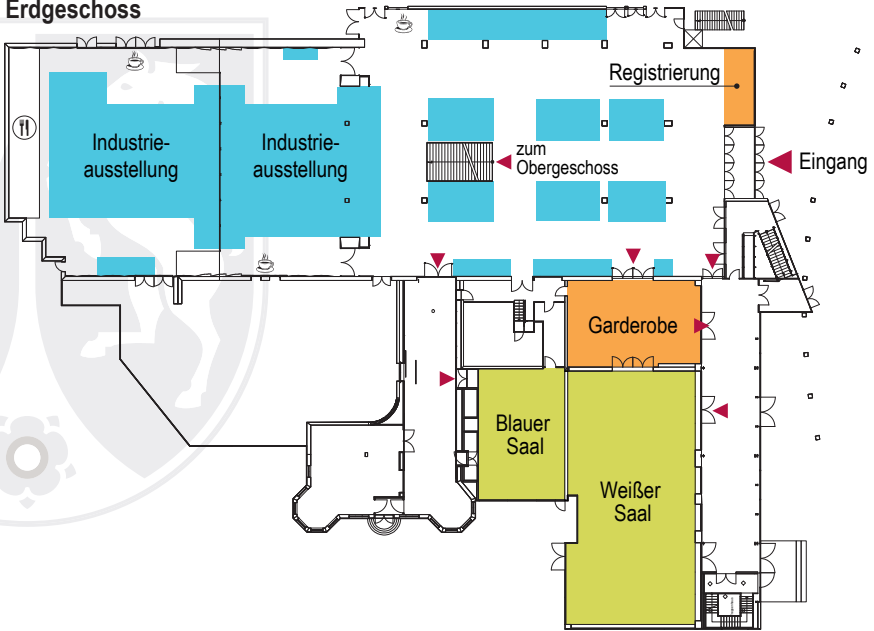 Erdgeschoss
Registrierung
Industrie-
ausstellung
Industrie-
ausstellung
zum
Obergeschoss
Eingang
Garderobe
Blauer
Saal
Weißer
Saal